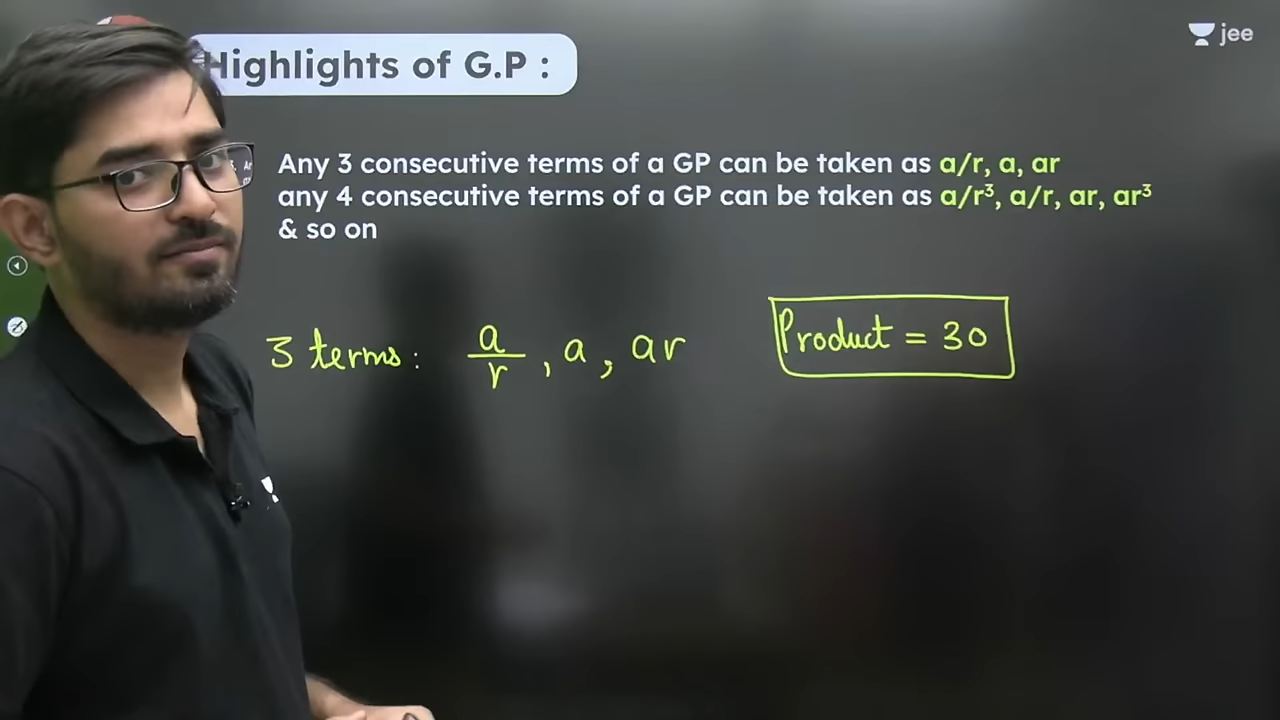 jee
Highlights of G.P :
Any 3 consecutive terms of a GP can be taken as a/r, a, ar
any 4 consecutive terms of a GP can be taken as a/r³, a/r, ar, ar³
& so on
3 terms: a/r , a, ar
Product = 30